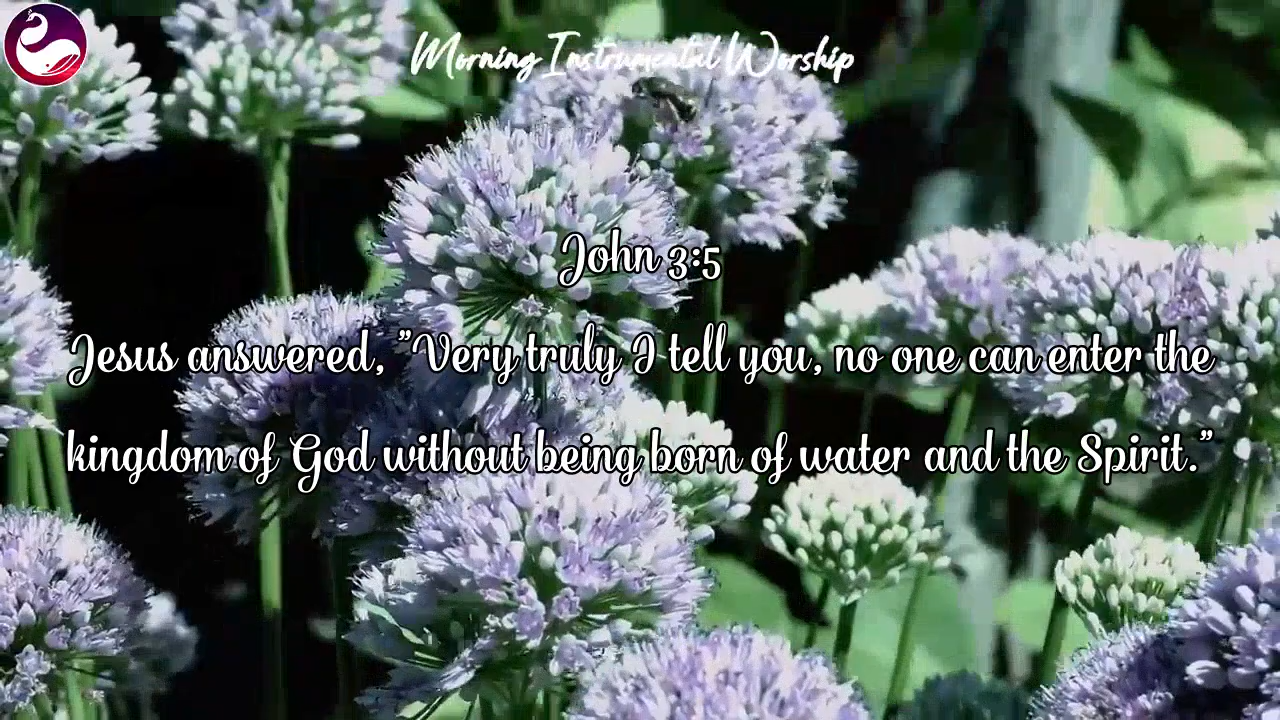 Morning Instrumental Worship
John 3:5
Jesus answered, "Very truly I tell you, no one can enter the
kingdom of God without being born of water and the Spirit."